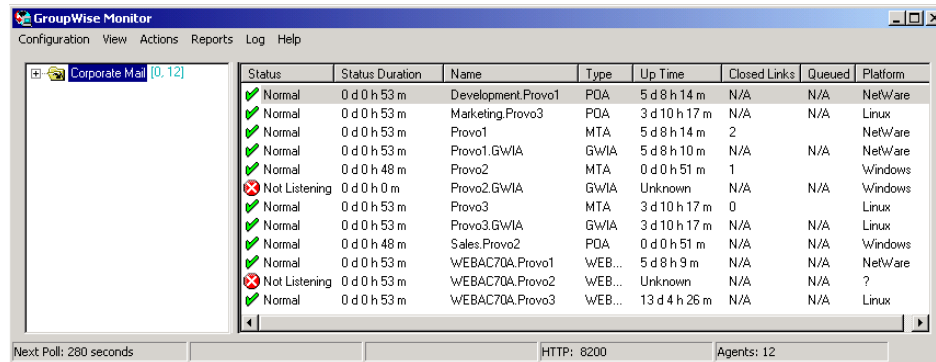 GroupWise Monitor
Configuration View Actions Reports Log Help
Corporate Mail [0, 12]
Status Status Duration Name Type Up Time Closed Links Queued Platform
Normal 0 d 0 h 53 m Development.Provo1 POA 5 d 8 h 14 m N/A N/A NetWare
Normal 0 d 0 h 53 m Marketing.Provo3 POA 3 d 10 h 17 m N/A N/A Linux
Normal 0 d 0 h 53 m Provo1 MTA 5 d 8 h 14 m 2 NetWare
Normal 0 d 0 h 53 m Provo1.GWIA GWIA 5 d 8 h 10 m N/A N/A NetWare
Normal 0 d 0 h 48 m Provo2 MTA 0 d 0 h 51 m 1 Windows
Not Listening 0 d 0 h 0 m Provo2.GWIA GWIA Unknown N/A N/A Windows
Normal 0 d 0 h 53 m Provo3 MTA 3 d 10 h 17 m 0 Linux
Normal 0 d 0 h 53 m Provo3.GWIA GWIA 3 d 10 h 17 m N/A N/A Linux
Normal 0 d 0 h 48 m Sales.Provo2 POA 0 d 0 h 51 m N/A N/A Windows
Normal 0 d 0 h 53 m WEBAC70A.Provo1 WEB... 5 d 8 h 9 m N/A N/A NetWare
Not Listening 0 d 0 h 53 m WEBAC70A.Provo2 WEB... Unknown N/A N/A ?
Normal 0 d 0 h 53 m WEBAC70A.Provo3 WEB... 13 d 4 h 26 m N/A N/A Linux
Next Poll: 280 seconds HTTP: 8200 Agents: 12